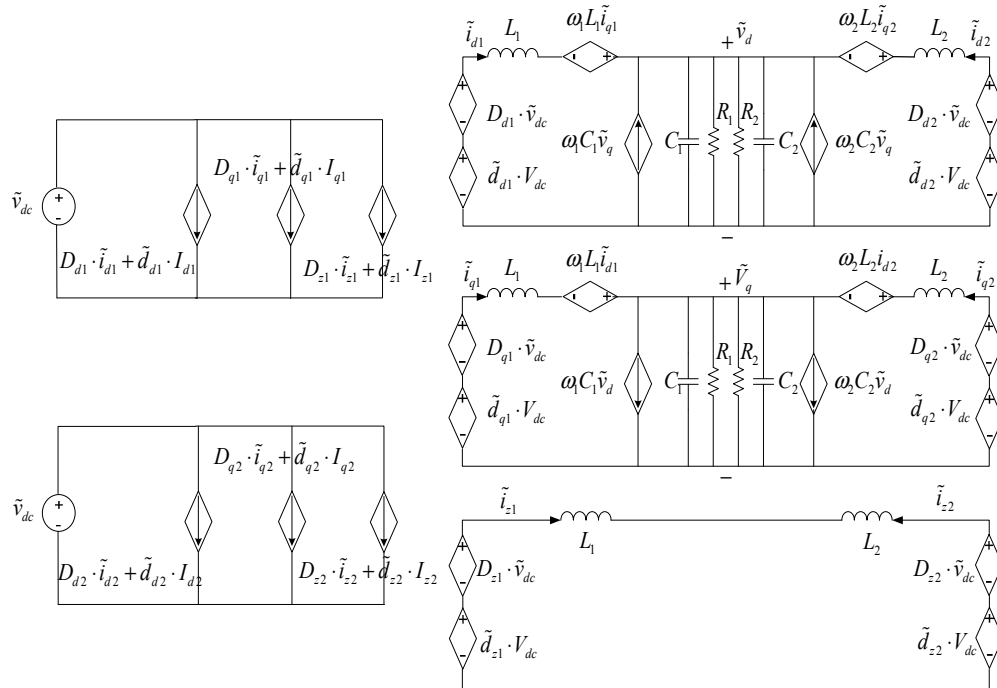 ĩ_d1 L_1 ω_1L_1ĩ_q1 + ṽ_d ω_2L_2ĩ_q2 L_2 ĩ_d2
+ - + - + +
D_d1·ṽ_dc ω_1C_1ṽ_q C_1 R_1 R_2 C_2 ω_2C_2ṽ_q D_d2·ṽ_dc
- -
+ +
d̃_d1·V_dc d̃_d2·V_dc
- - -
D_q1·ĩ_q1 + d̃_q1·I_q1
ṽ_dc + -
D_d1·ĩ_d1 + d̃_d1·I_d1 D_z1·ĩ_z1 + d̃_z1·I_z1
ĩ_q1 L_1 ω_1L_1ĩ_d1 + Ṽ_q ω_2L_2i_d2 L_2 ĩ_q2
+ - + - + +
D_q1·ṽ_dc ω_1C_1ṽ_d C_1 R_1 R_2 C_2 ω_2C_2ṽ_d D_q2·ṽ_dc
- -
+ +
d̃_q1·V_dc d̃_q2·V_dc
- - -
D_q2·ĩ_q2 + d̃_q2·I_q2
ṽ_dc + -
D_d2·ĩ_d2 + d̃_d2·I_d2 D_z2·ĩ_z2 + d̃_z2·I_z2
ĩ_z1 L_1 L_2 ĩ_z2
+ +
D_z1·ṽ_dc D_z2·ṽ_dc
- -
+ +
d̃_z1·V_dc d̃_z2·V_dc
- -